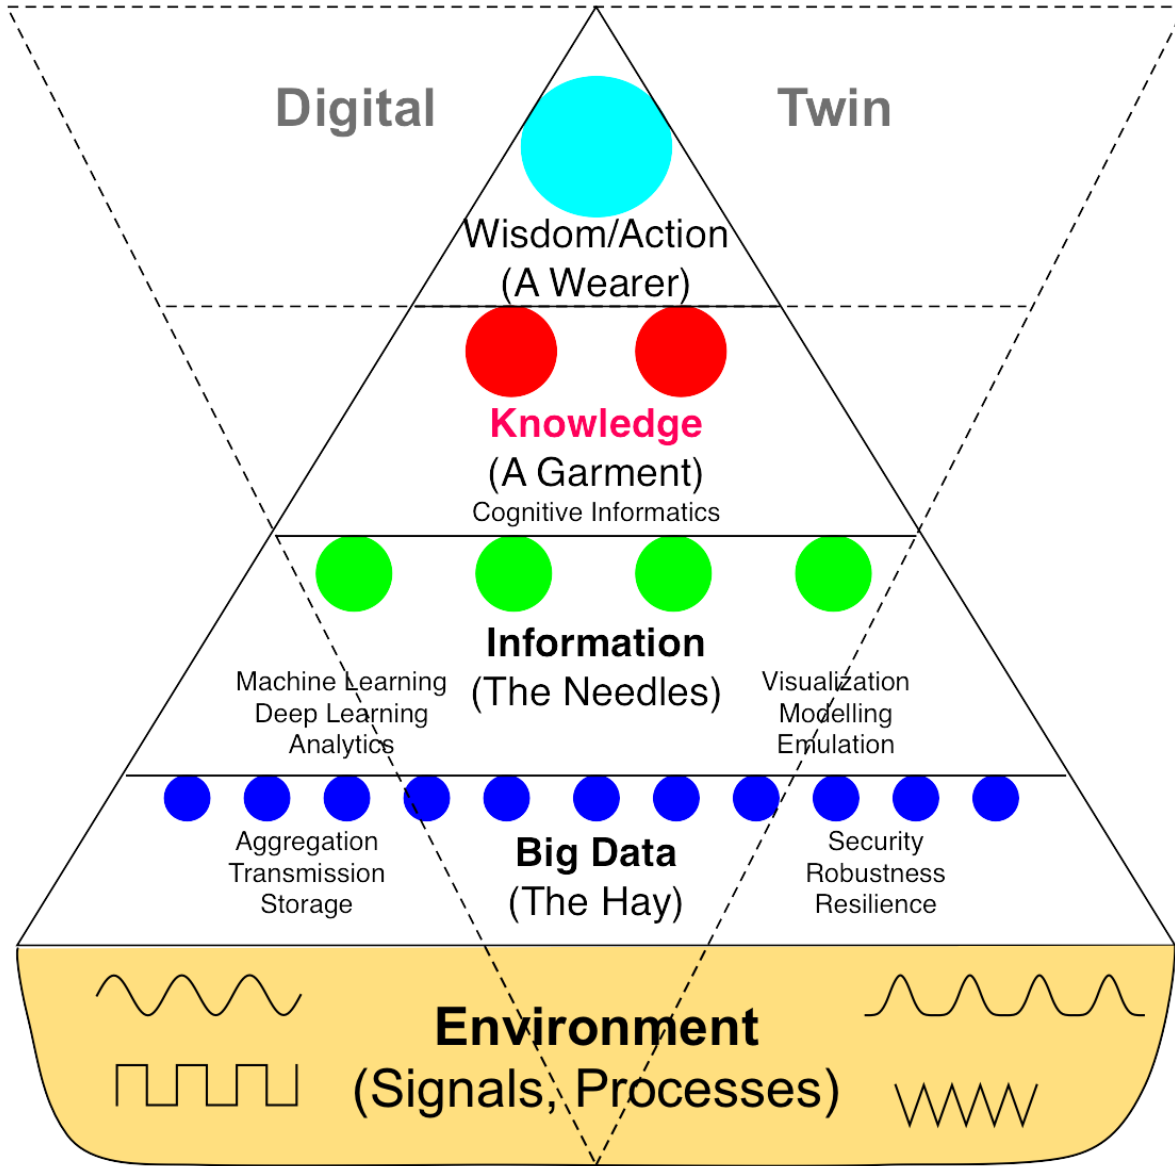 Digital Twin
Wisdom/Action
(A Wearer)
Knowledge
(A Garment)
Cognitive Informatics
Information
(The Needles)
Machine Learning
Deep Learning
Analytics
Visualization
Modelling
Emulation
Big Data
(The Hay)
Aggregation
Transmission
Storage
Security
Robustness
Resilience
Environment
(Signals, Processes)